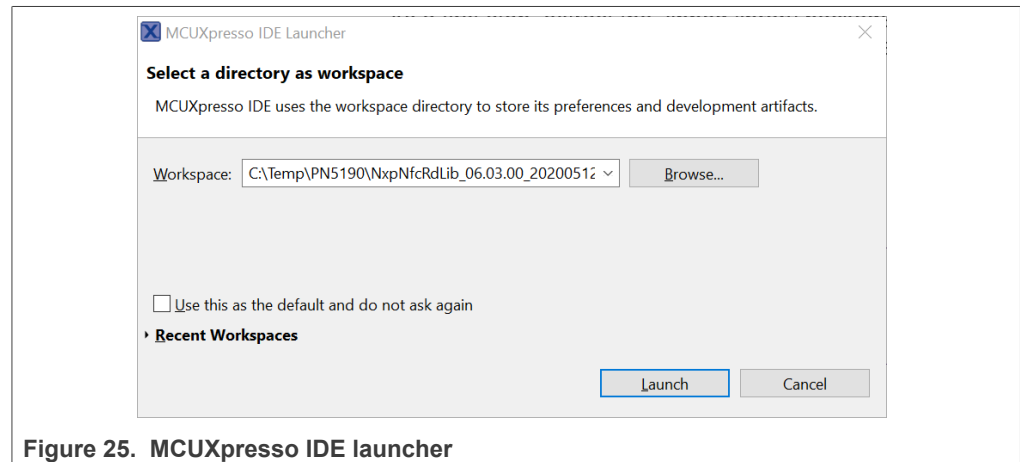 MCUXpresso IDE Launcher
Select a directory as workspace
MCUXpresso IDE uses the workspace directory to store its preferences and development artifacts.
Workspace: C:\Temp\PN5190\NxpNfcRdLib_06.03.00_20200512 Browse...
Use this as the default and do not ask again
Recent Workspaces
Launch Cancel
Figure 25. MCUXpresso IDE launcher